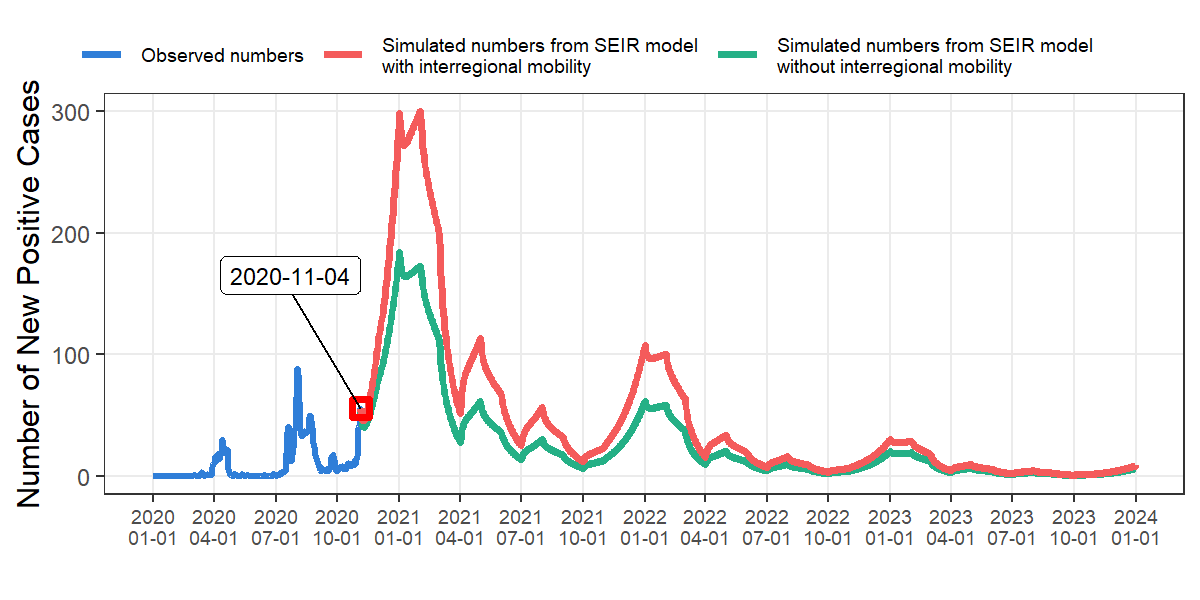 Observed numbers
Simulated numbers from SEIR model
with interregional mobility
Simulated numbers from SEIR model
without interregional mobility
Number of New Positive Cases
300
200
100
0
2020-11-04
2020 2020 2020 2020 2021 2021 2021 2021 2022 2022 2022 2022 2023 2023 2023 2023 2024
01-01 04-01 07-01 10-01 01-01 04-01 07-01 10-01 01-01 04-01 07-01 10-01 01-01 04-01 07-01 10-01 01-01